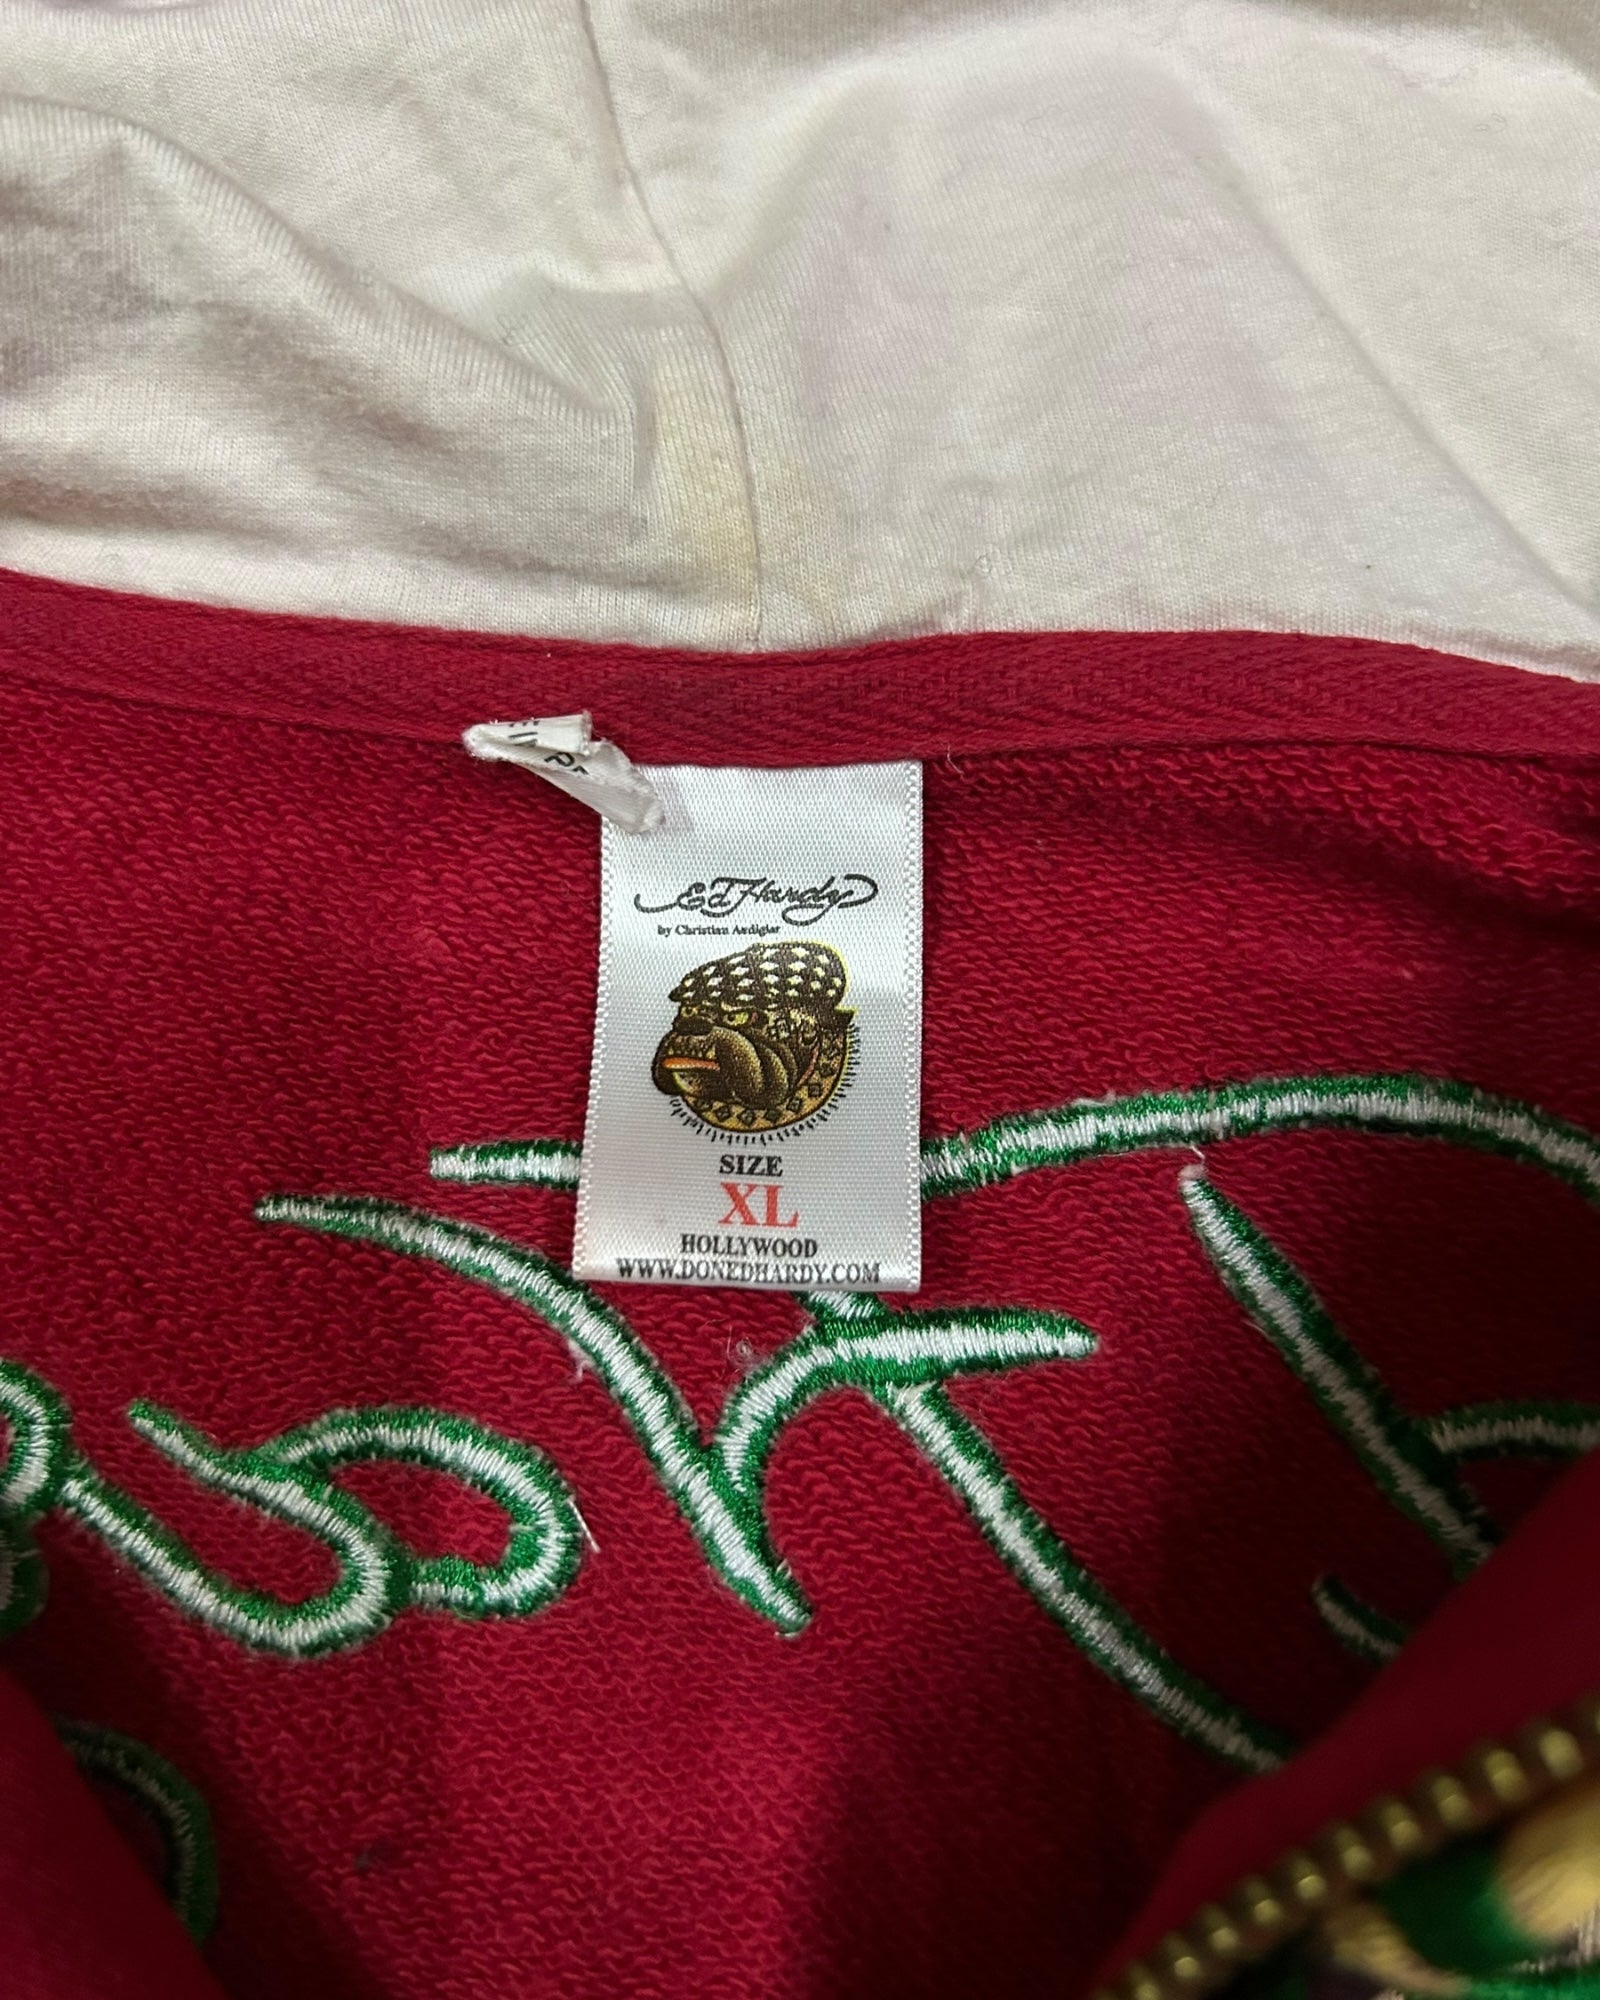 Ed Hardy
by Christian Audigier
SIZE
XL
HOLLYWOOD
WWW.DONEDHARDY.COM